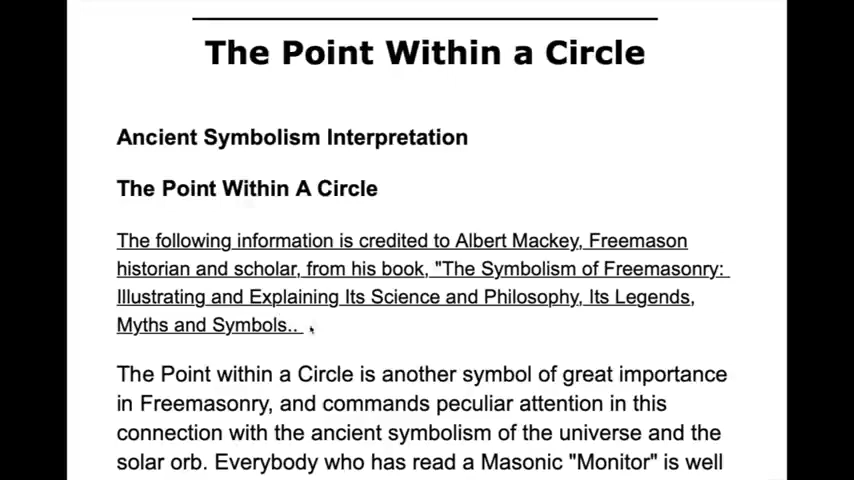 The Point Within a Circle
Ancient Symbolism Interpretation
The Point Within A Circle
The following information is credited to Albert Mackey, Freemason
historian and scholar, from his book, "The Symbolism of Freemasonry:
Illustrating and Explaining Its Science and Philosophy, Its Legends,
Myths and Symbols..
The Point within a Circle is another symbol of great importance
in Freemasonry, and commands peculiar attention in this
connection with the ancient symbolism of the universe and the
solar orb. Everybody who has read a Masonic "Monitor" is well